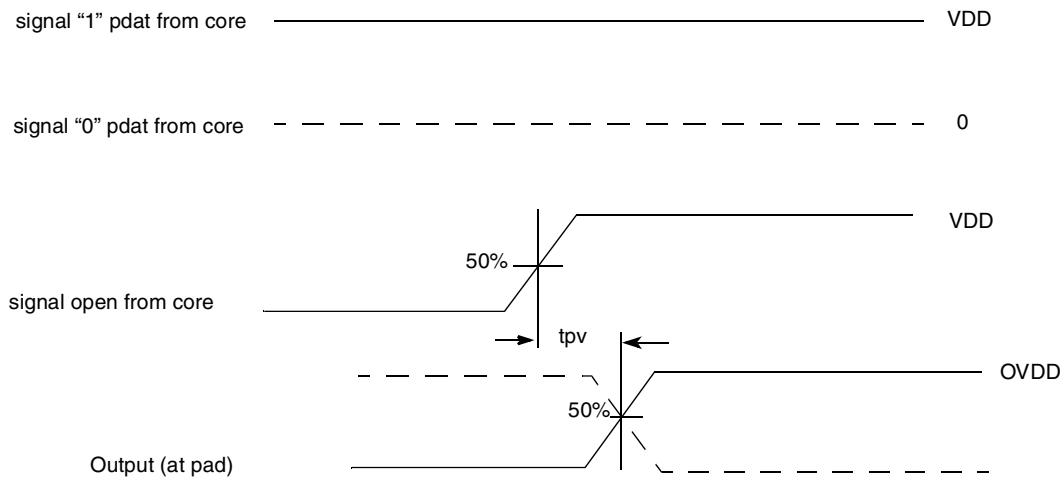 signal “1” pdat from core
VDD
signal “0” pdat from core
0
VDD
50%
signal open from core
tpv
OVDD
50%
Output (at pad)